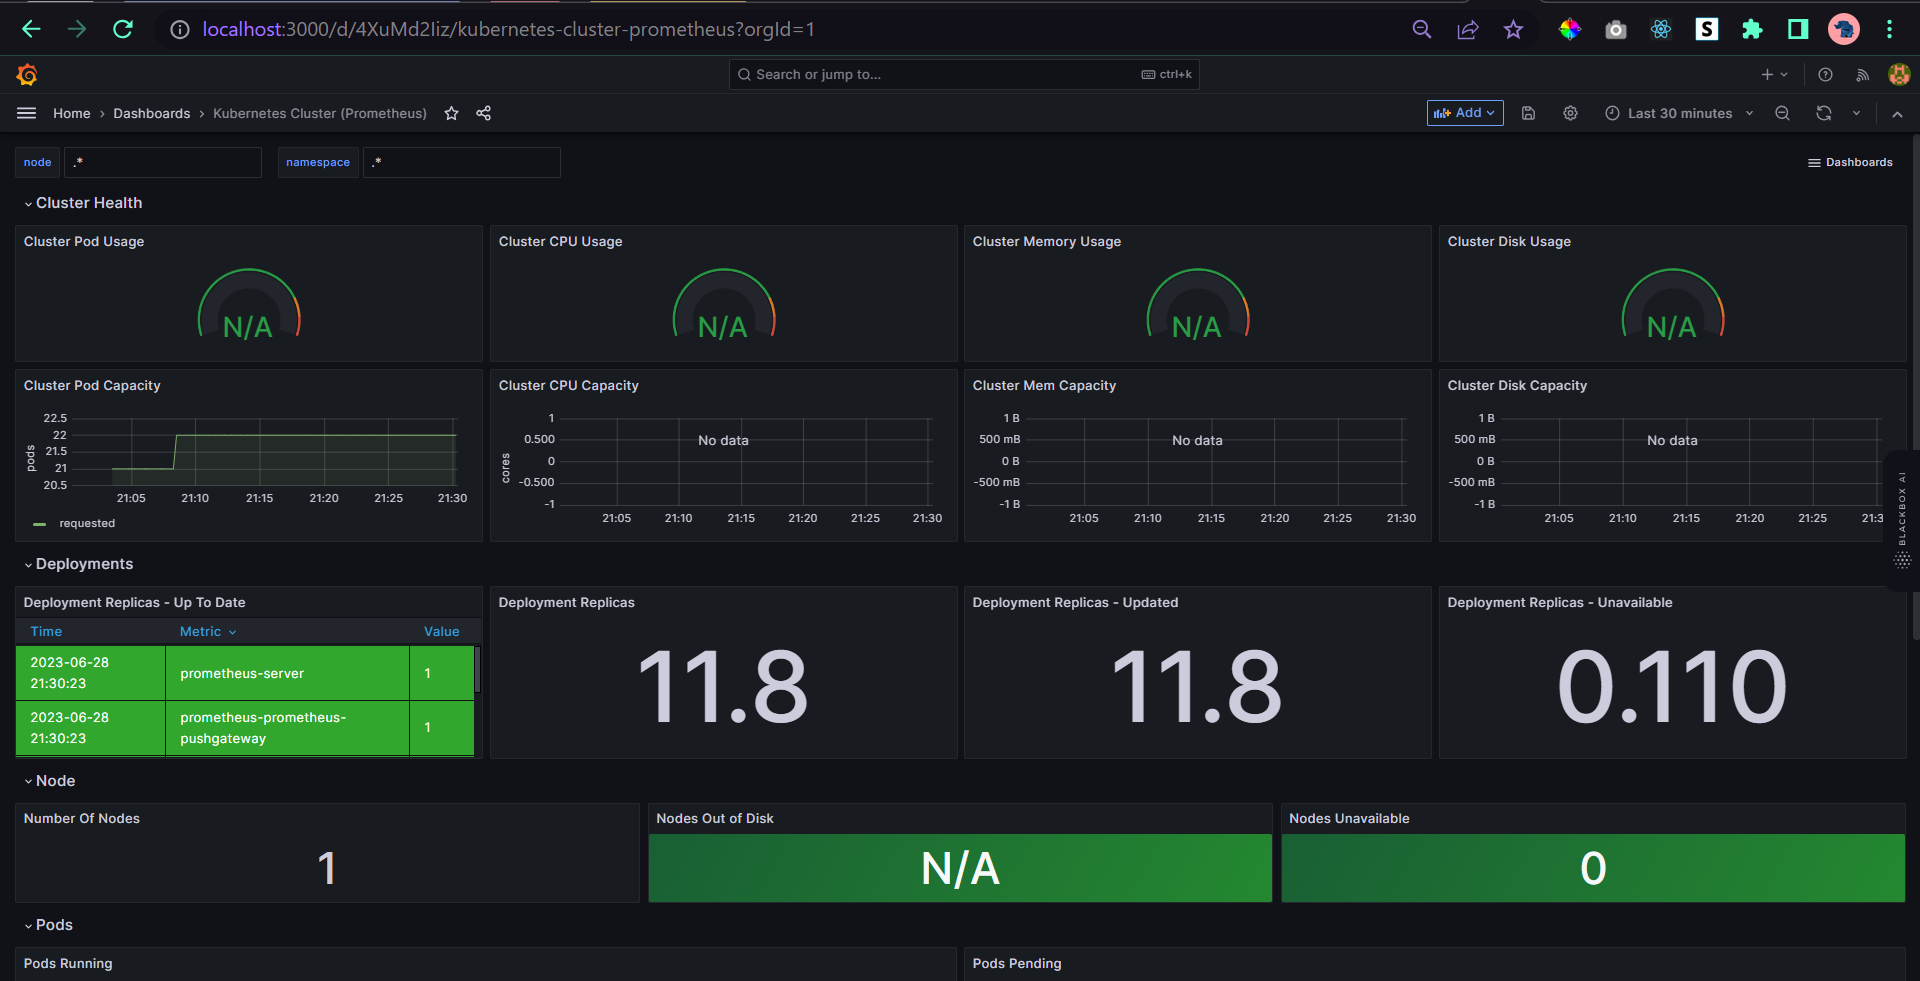 localhost:3000/d/4XuMd2Iiz/kubernetes-cluster-prometheus?orgId=1
S
Search or jump to...
ctrl+k
Home › Dashboards › Kubernetes Cluster (Prometheus)
Add
Last 30 minutes
node .* namespace .*
Dashboards
Cluster Health
Cluster Pod Usage
N/A
Cluster CPU Usage
N/A
Cluster Memory Usage
N/A
Cluster Disk Usage
N/A
Cluster Pod Capacity
pods
22.5
22
21.5
21
20.5
21:05 21:10 21:15 21:20 21:25 21:30
requested
Cluster CPU Capacity
cores
1
0.500
0
-0.500
-1
No data
21:05 21:10 21:15 21:20 21:25 21:30
Cluster Mem Capacity
1 B
500 mB
0 B
-500 mB
-1 B
No data
21:05 21:10 21:15 21:20 21:25 21:30
Cluster Disk Capacity
1 B
500 mB
0 B
-500 mB
-1 B
No data
21:05 21:10 21:15 21:20 21:25 21:3
BLACKBOX AI
Deployments
Deployment Replicas - Up To Date
Time Metric Value
2023-06-28 21:30:23 prometheus-server 1
2023-06-28 21:30:23 prometheus-prometheus-pushgateway 1
Deployment Replicas
11.8
Deployment Replicas - Updated
11.8
Deployment Replicas - Unavailable
0.110
Node
Number Of Nodes
1
Nodes Out of Disk
N/A
Nodes Unavailable
0
Pods
Pods Running
Pods Pending